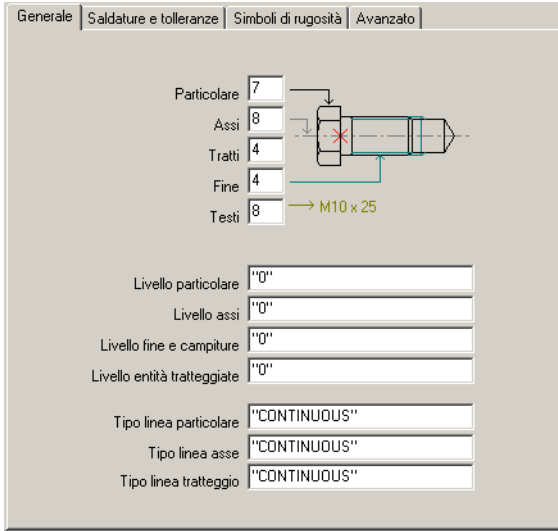 Generale Saldature e tolleranze Simboli di rugosità Avanzato
Particolare 7
Assi 8
Tratti 4
Fine 4
Testi 8 M10 x 25
Livello particolare "0"
Livello assi "0"
Livello fine e campiture "0"
Livello entità tratteggiate "0"
Tipo linea particolare "CONTINUOUS"
Tipo linea asse "CONTINUOUS"
Tipo linea tratteggio "CONTINUOUS"